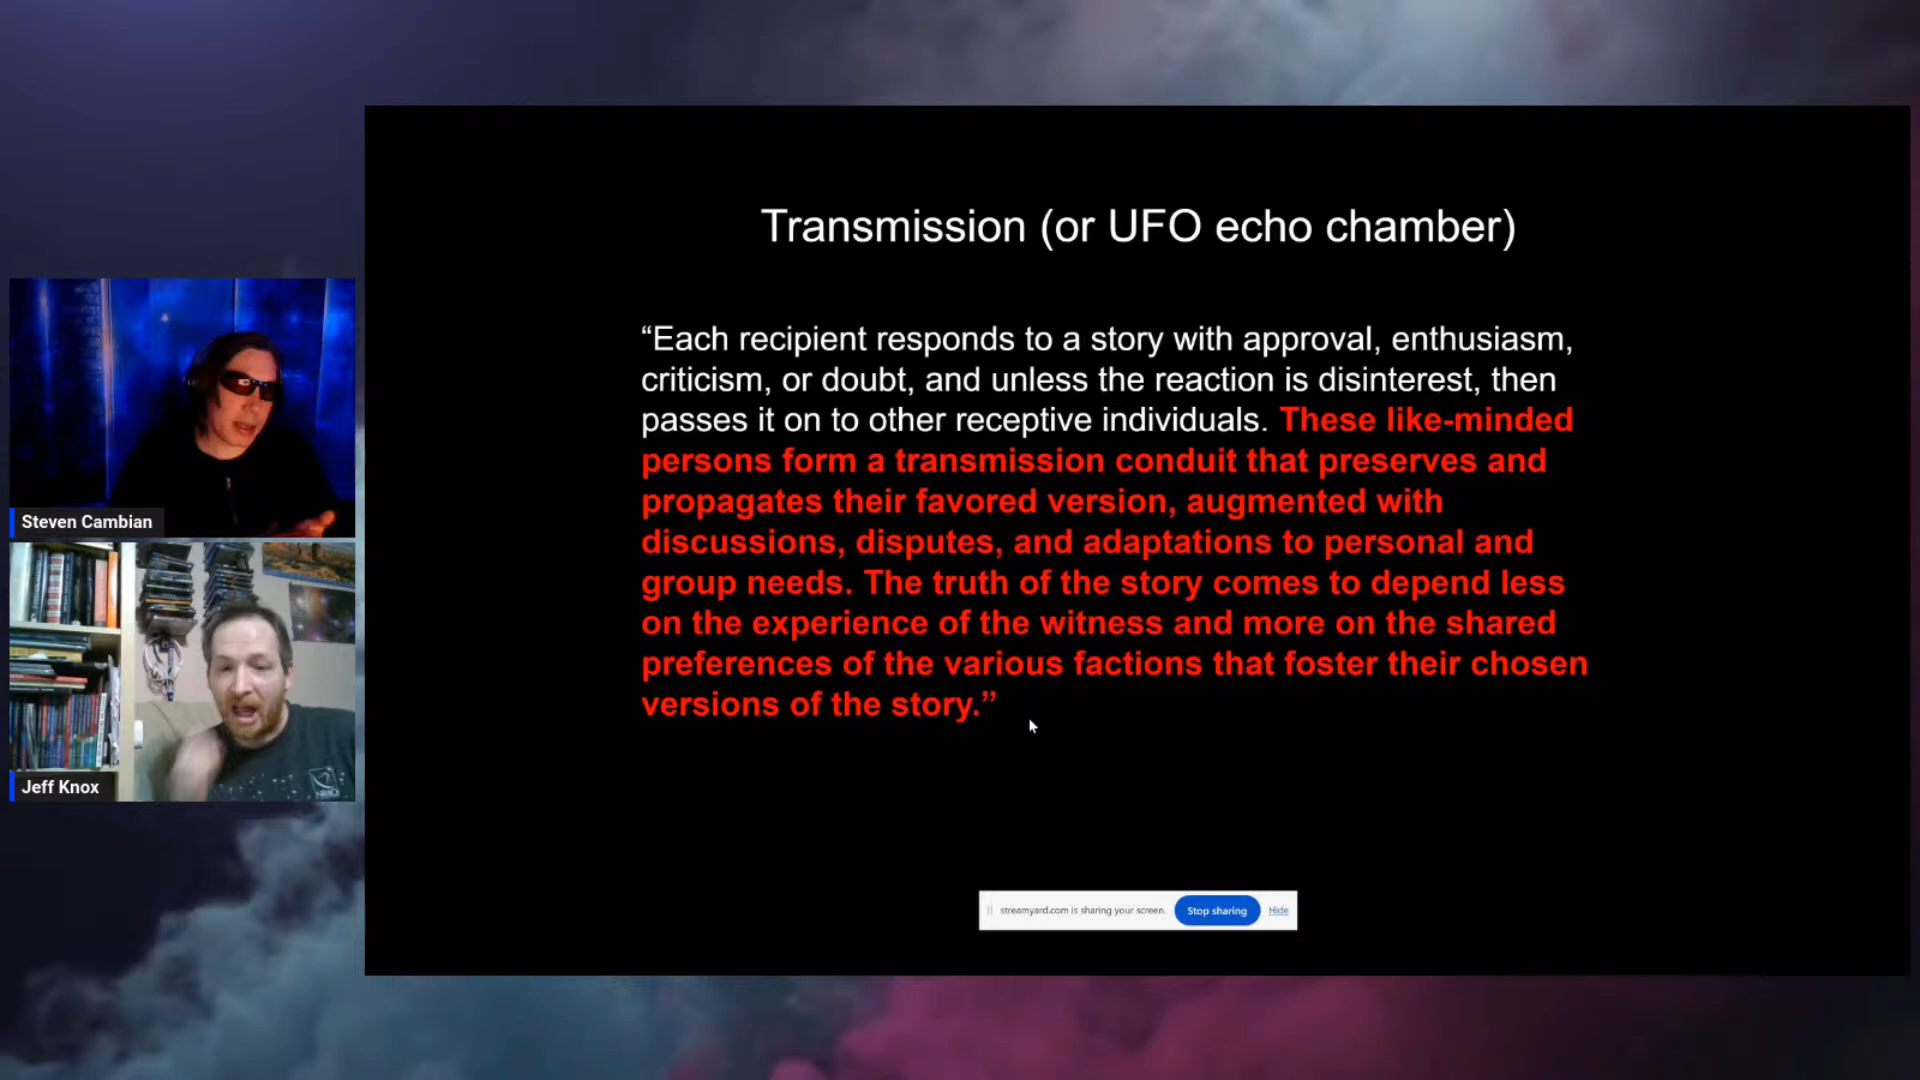 Transmission (or UFO echo chamber)
“Each recipient responds to a story with approval, enthusiasm,
criticism, or doubt, and unless the reaction is disinterest, then
passes it on to other receptive individuals. These like-minded
persons form a transmission conduit that preserves and
propagates their favored version, augmented with
discussions, disputes, and adaptations to personal and
group needs. The truth of the story comes to depend less
on the experience of the witness and more on the shared
preferences of the various factions that foster their chosen
versions of the story.”
Steven Cambian
Jeff Knox
streamyard.com is sharing your screen.
Stop sharing
Hide